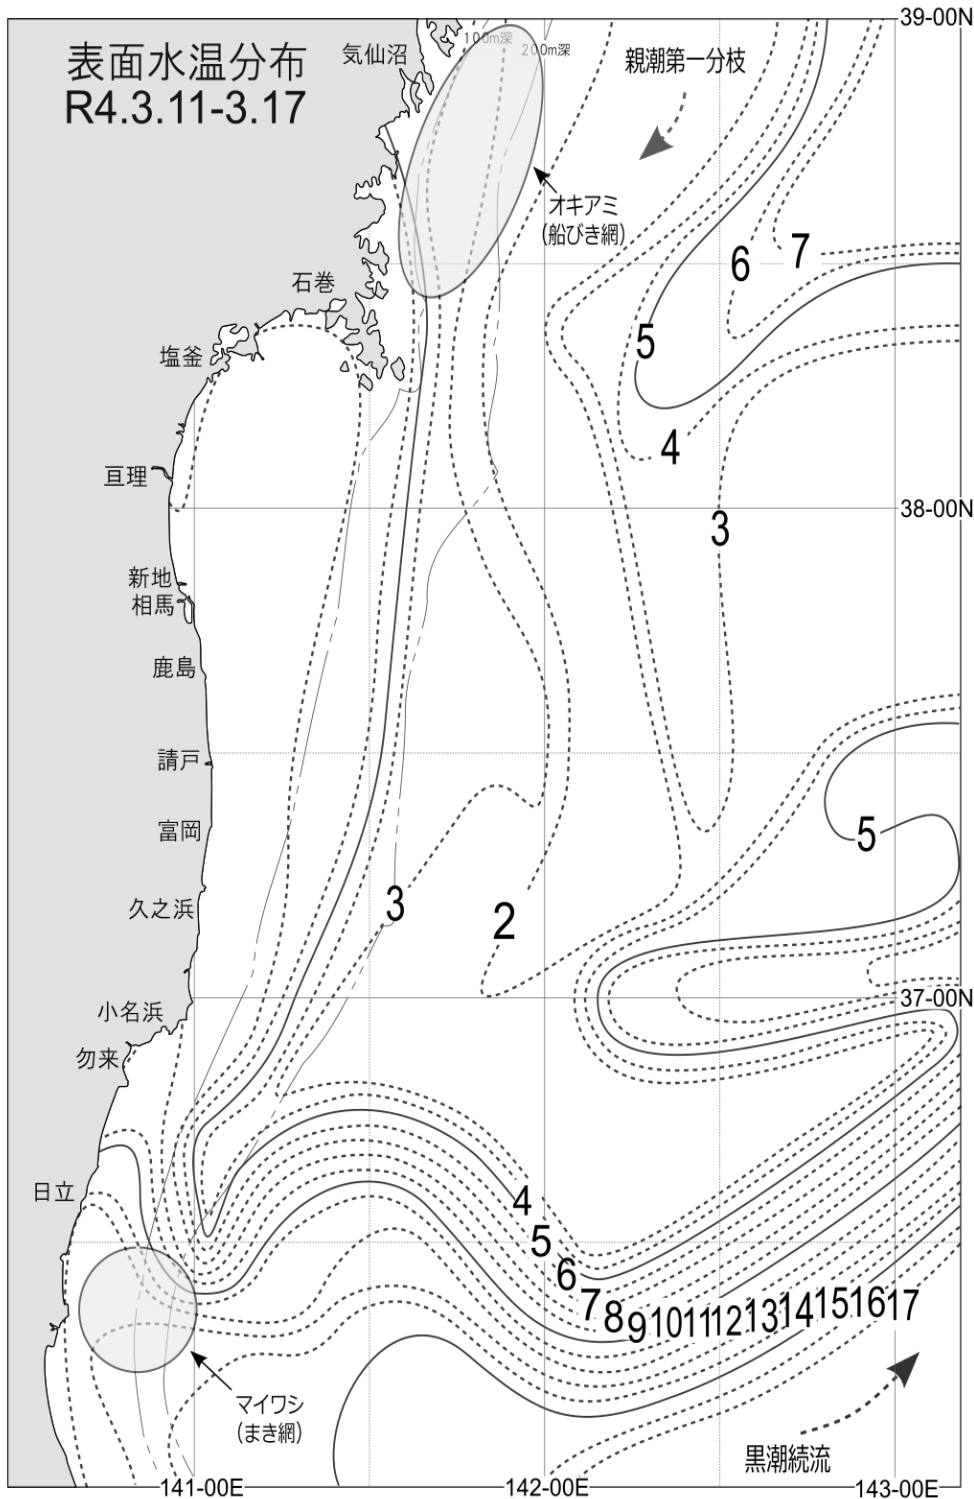 表面水温分布
R4.3.11-3.17
39-00N
100m深
200m深
気仙沼
親潮第一分枝
オキアミ
(船びき網)
7
6
石巻
5
塩釜
4
亘理
38-00N
3
新地
相馬
鹿島
請戸
富岡
5
久之浜
3
2
37-00N
小名浜
勿来
日立
4
5
6
7
8
9
10
11
12
13
14
15
16
17
マイワシ
(まき網)
黒潮続流
141-00E
142-00E
143-00E